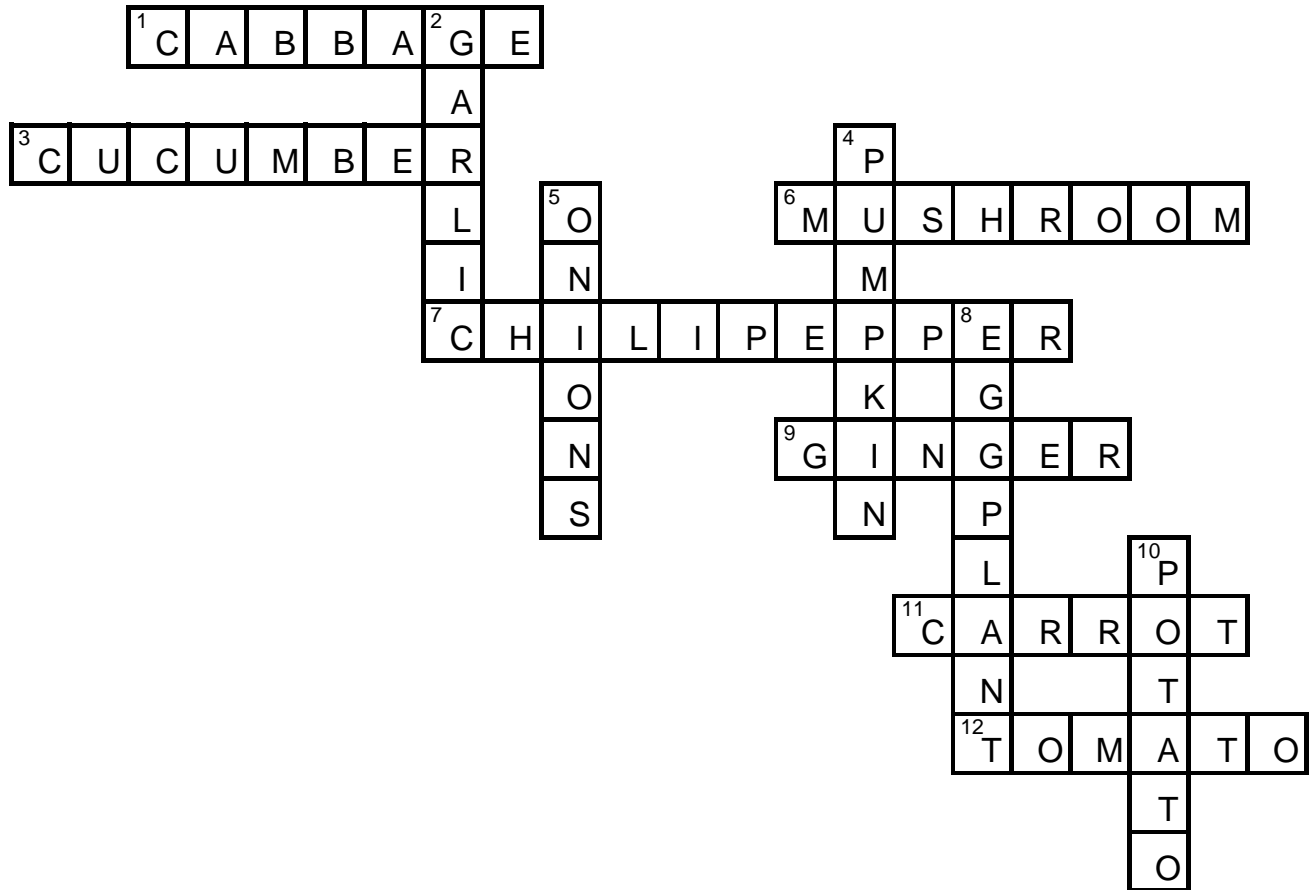 1 C A B B A 2 G E
A
3 C U C U M B E R 4 P
L 5 O 6 M U S H R O O M
I N M
7 C H I L I P E P P 8 E R
O K G
N 9 G I N G E R
S N P
L 10 P
11 C A R R O T
N T
12 T O M A T O
T
O